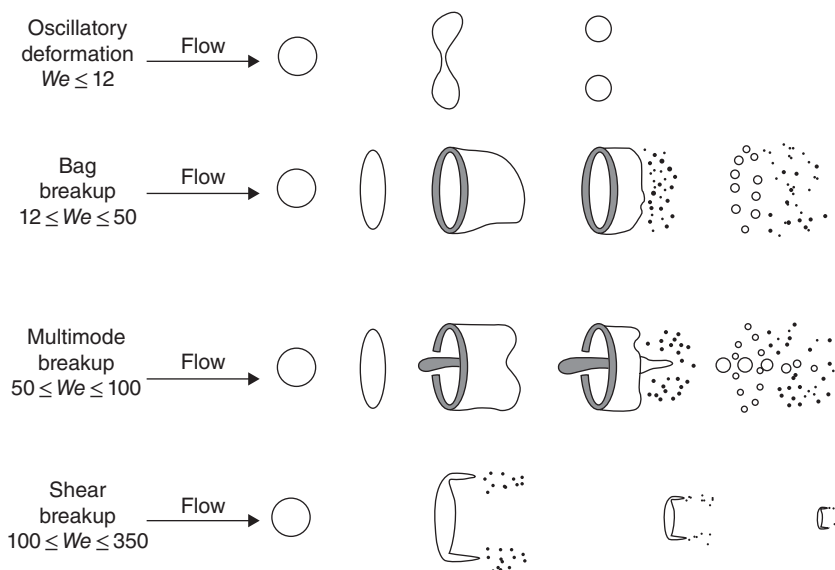 Oscillatory
deformation
We ≤ 12
Flow
Bag
breakup
12 ≤ We ≤ 50
Flow
Multimode
breakup
50 ≤ We ≤ 100
Flow
Shear
breakup
100 ≤ We ≤ 350
Flow